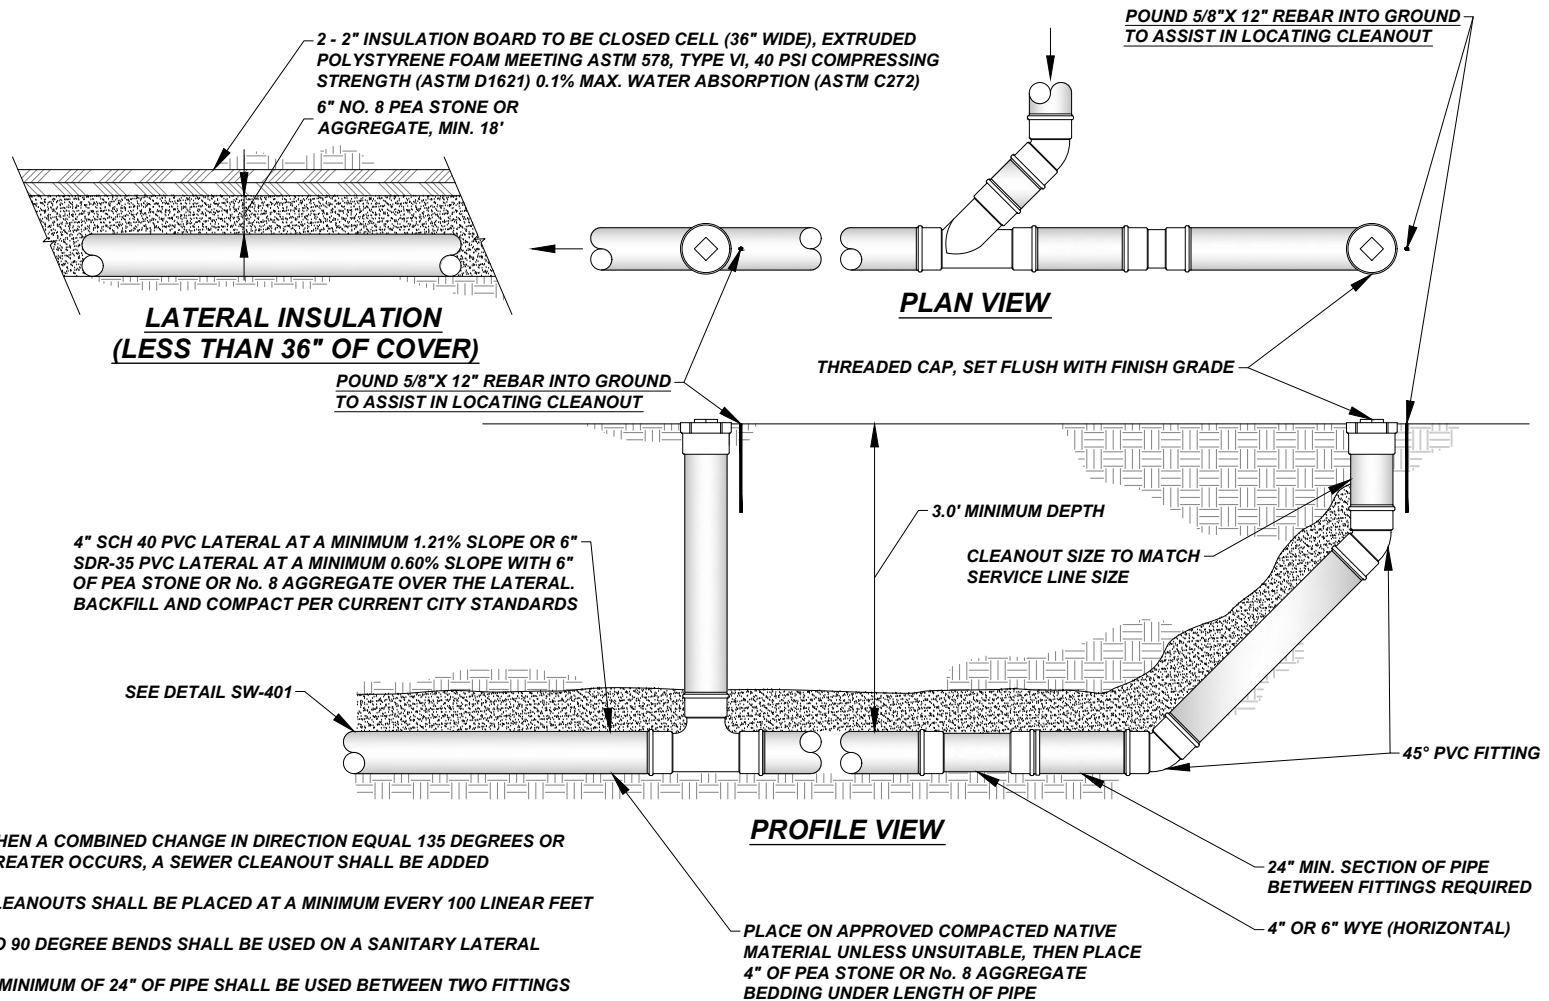 POUND 5/8"X 12" REBAR INTO GROUND
TO ASSIST IN LOCATING CLEANOUT
2 - 2" INSULATION BOARD TO BE CLOSED CELL (36" WIDE), EXTRUDED
POLYSTYRENE FOAM MEETING ASTM 578, TYPE VI, 40 PSI COMPRESSING
STRENGTH (ASTM D1621) 0.1% MAX. WATER ABSORPTION (ASTM C272)
6" NO. 8 PEA STONE OR
AGGREGATE, MIN. 18'
LATERAL INSULATION
(LESS THAN 36" OF COVER)
PLAN VIEW
POUND 5/8"X 12" REBAR INTO GROUND
TO ASSIST IN LOCATING CLEANOUT
THREADED CAP, SET FLUSH WITH FINISH GRADE
3.0' MINIMUM DEPTH
CLEANOUT SIZE TO MATCH
SERVICE LINE SIZE
4" SCH 40 PVC LATERAL AT A MINIMUM 1.21% SLOPE OR 6"
SDR-35 PVC LATERAL AT A MINIMUM 0.60% SLOPE WITH 6"
OF PEA STONE OR No. 8 AGGREGATE OVER THE LATERAL.
BACKFILL AND COMPACT PER CURRENT CITY STANDARDS
SEE DETAIL SW-401
45° PVC FITTING
PROFILE VIEW
HEN A COMBINED CHANGE IN DIRECTION EQUAL 135 DEGREES OR
REATER OCCURS, A SEWER CLEANOUT SHALL BE ADDED
LEANOUTS SHALL BE PLACED AT A MINIMUM EVERY 100 LINEAR FEET
O 90 DEGREE BENDS SHALL BE USED ON A SANITARY LATERAL
MINIMUM OF 24" OF PIPE SHALL BE USED BETWEEN TWO FITTINGS
PLACE ON APPROVED COMPACTED NATIVE
MATERIAL UNLESS UNSUITABLE, THEN PLACE
4" OF PEA STONE OR No. 8 AGGREGATE
BEDDING UNDER LENGTH OF PIPE
24" MIN. SECTION OF PIPE
BETWEEN FITTINGS REQUIRED
4" OR 6" WYE (HORIZONTAL)